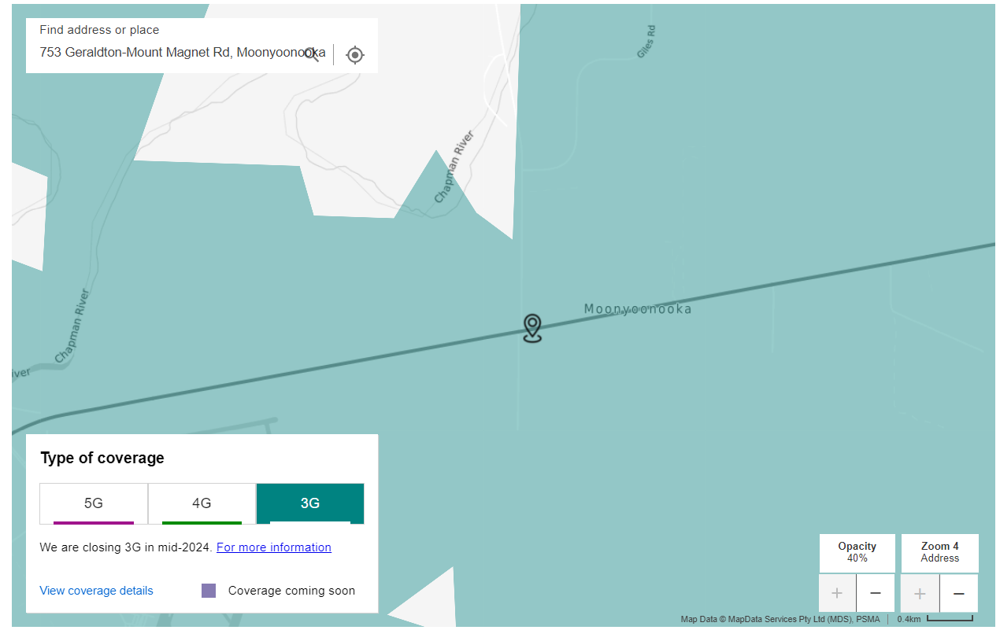 Find address or place
753 Geraldton-Mount Magnet Rd, Moonyoonooka
Giles Rd
Chapman River
Moonyoonooka
Chapman River
iver
Type of coverage
5G
4G
3G
We are closing 3G in mid-2024. For more information
View coverage details
Coverage coming soon
Opacity
40%
Zoom 4
Address
+
−
+
−
Map Data © MapData Services Pty Ltd (MDS), PSMA
0.4km